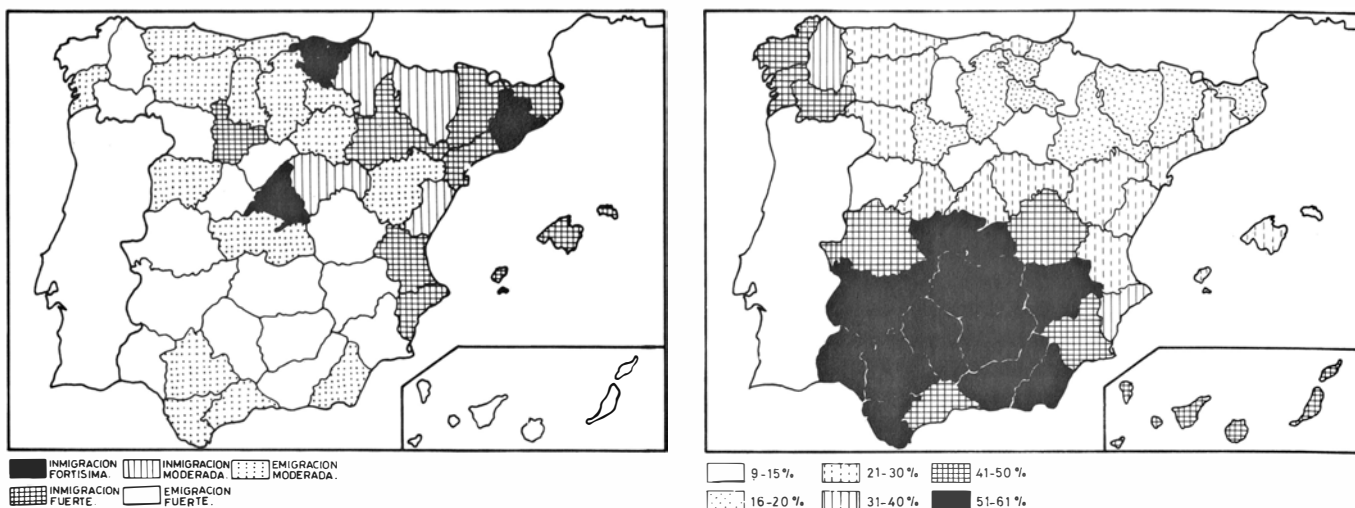 INMIGRACION FORTISIMA.
INMIGRACION MODERADA.
EMIGRACION MODERADA.
INMIGRACION FUERTE.
EMIGRACION FUERTE.
9-15%
21-30%
41-50%
16-20%
31-40%
51-61%